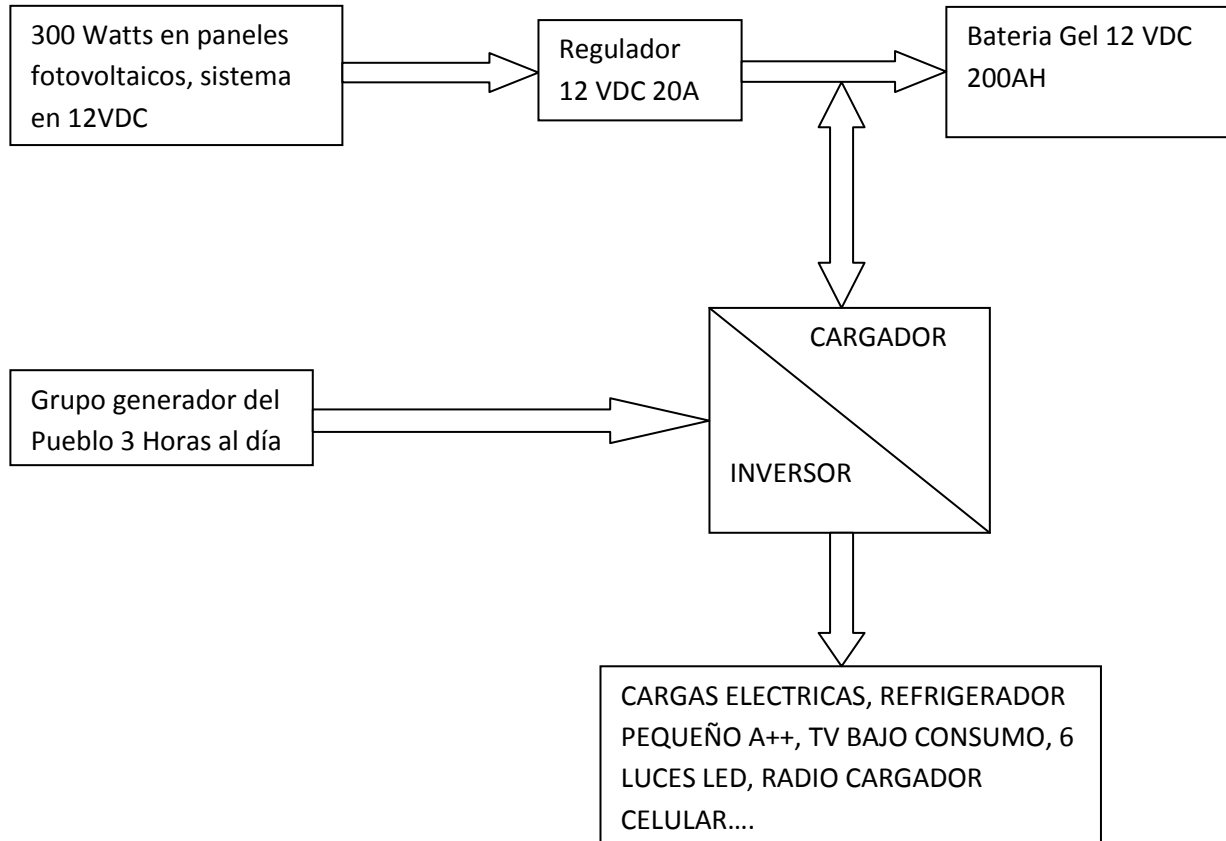 300 Watts en paneles
fotovoltaicos, sistema
en 12VDC
Regulador
12 VDC 20A
Bateria Gel 12 VDC
200AH
CARGADOR
INVERSOR
Grupo generador del
Pueblo 3 Horas al día
CARGAS ELECTRICAS, REFRIGERADOR
PEQUEÑO A++, TV BAJO CONSUMO, 6
LUCES LED, RADIO CARGADOR
CELULAR....